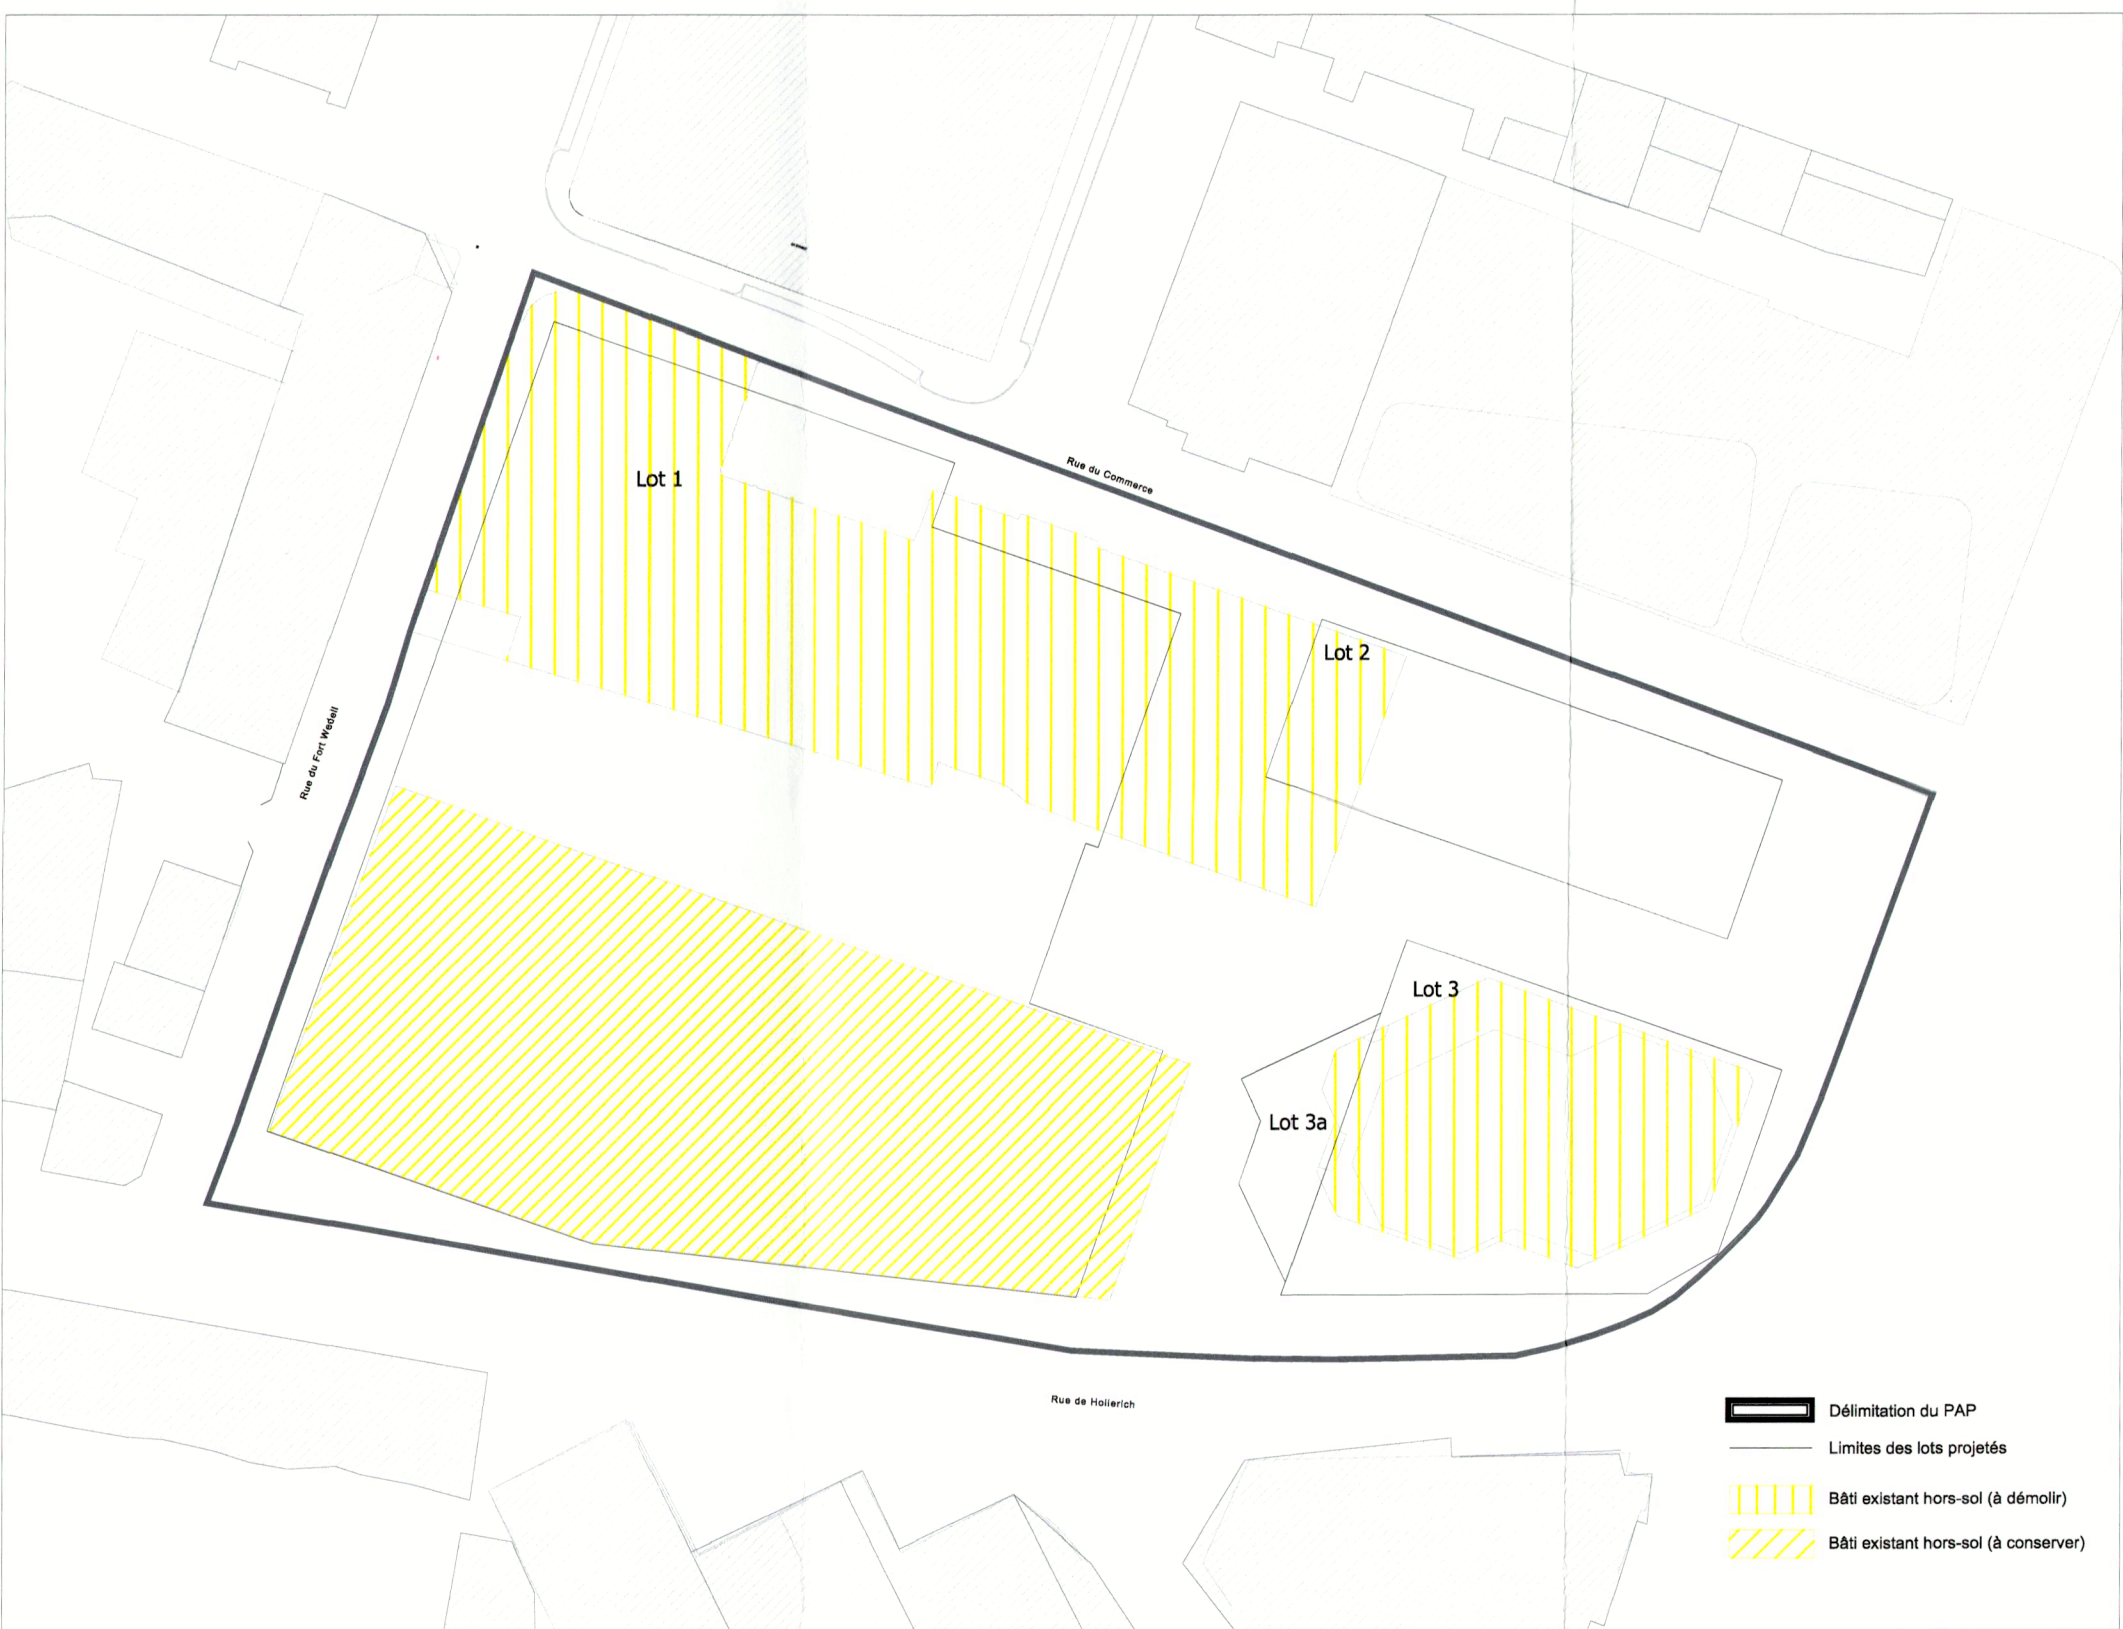 Lot 1
Rue du Commerce
Lot 2
Rue du Fort Wedell
Lot 3
Lot 3a
Rue de Hollerich
Délimitation du PAP
Limites des lots projetés
Bâti existant hors-sol (à démolir)
Bâti existant hors-sol (à conserver)